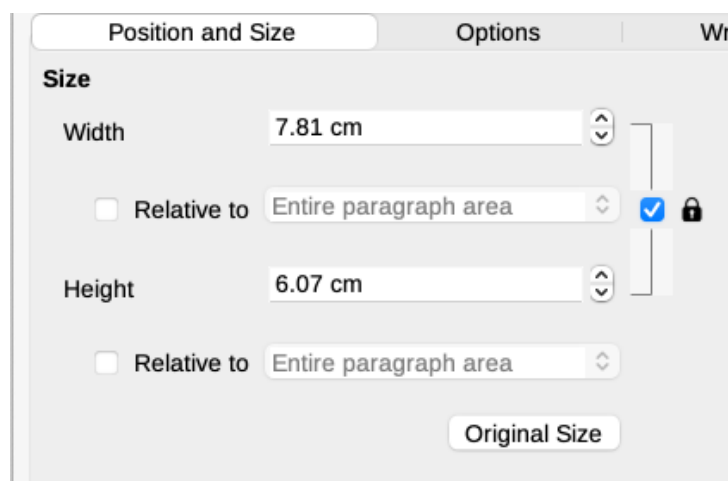 Position and Size Options Wr
Size
Width 7.81 cm
Relative to Entire paragraph area
Height 6.07 cm
Relative to Entire paragraph area
Original Size